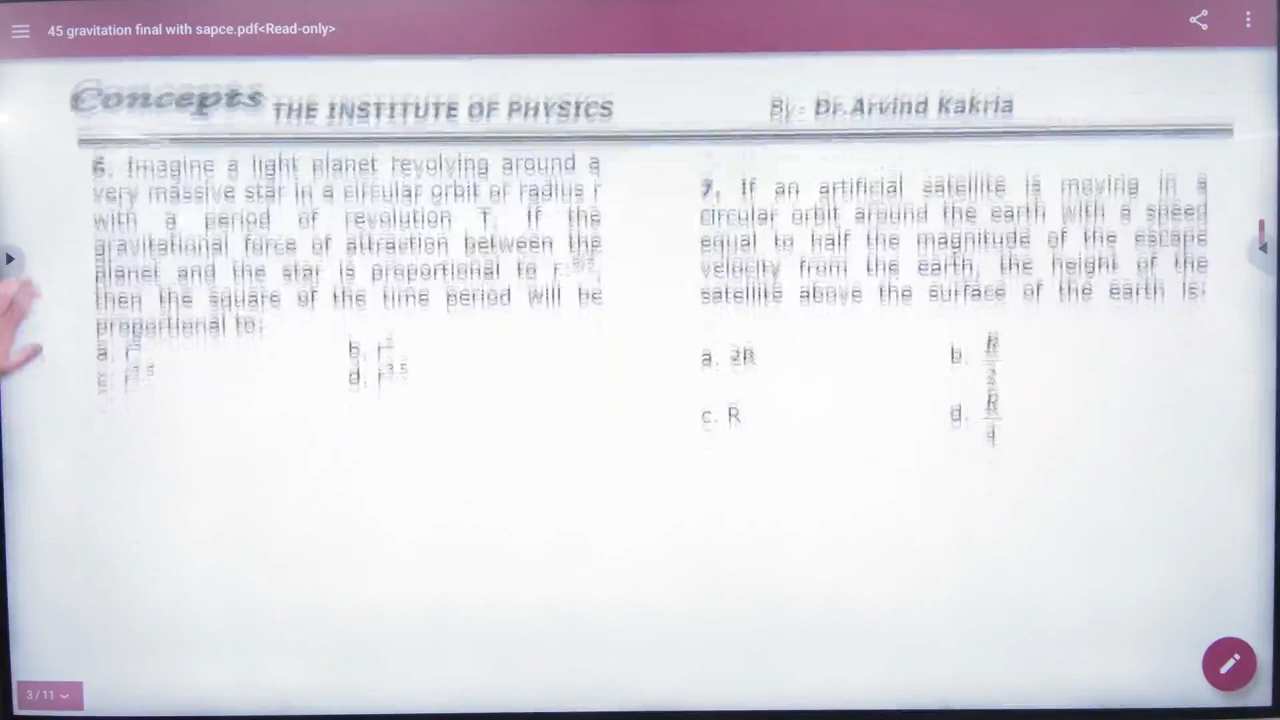 45 gravitation final with sapce.pdf<Read-only>
Concepts THE INSTITUTE OF PHYSICS By:- Dr.Arvind Kakria
6. Imagine a light planet revolving around a
very massive star in a circular orbit of radius r
with a period of revolution T. If the
gravitational force of attraction between the
planet and the star is proportional to
then the square of the time period will be
proportional to:
a.
b. r²
c.
d. r³·⁵
7. If an artificial satellite is moving in a
circular orbit around the earth with a speed
equal to half the magnitude of the escape
velocity from the earth, the height of the
satellite above the surface of the earth is:
a. 2R
b. R/2
c. R
d. R/4
3 / 11